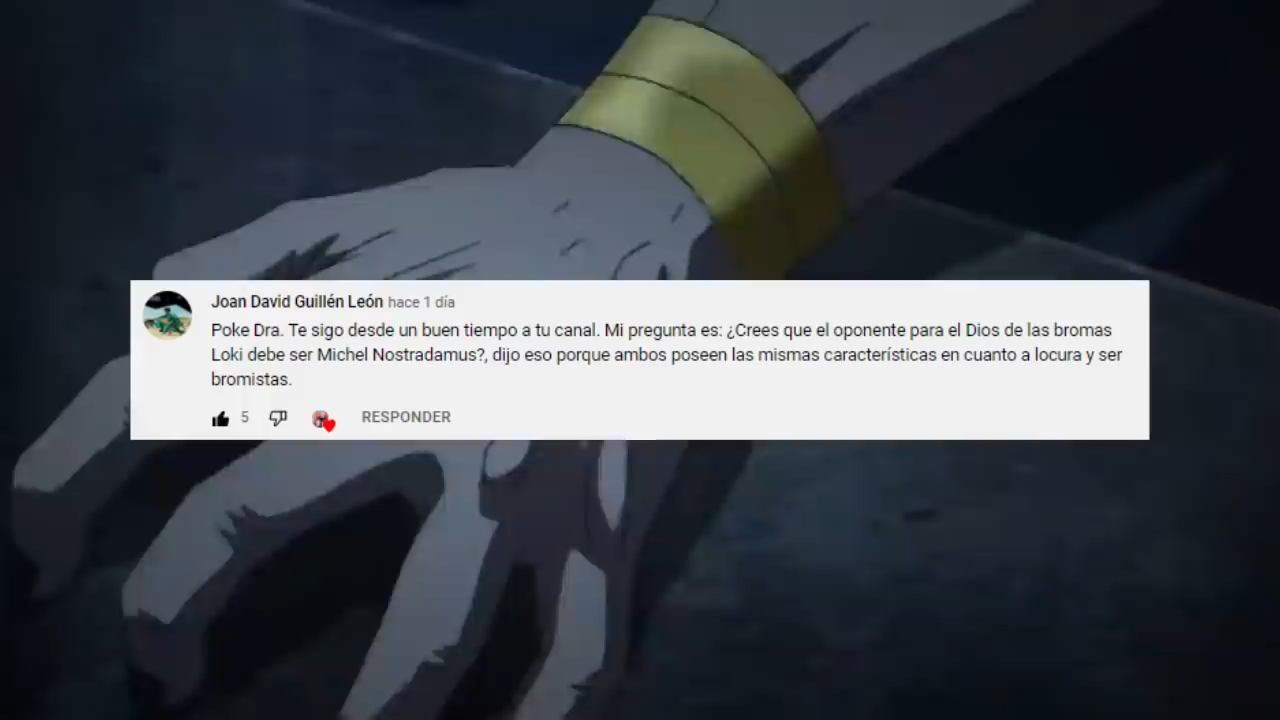 Joan David Guillén León hace 1 día
Poke Dra. Te sigo desde un buen tiempo a tu canal. Mi pregunta es: ¿Crees que el oponente para el Dios de las bromas
Loki debe ser Michel Nostradamus?, dijo eso porque ambos poseen las mismas características en cuanto a locura y ser
bromistas.
5 RESPONDER